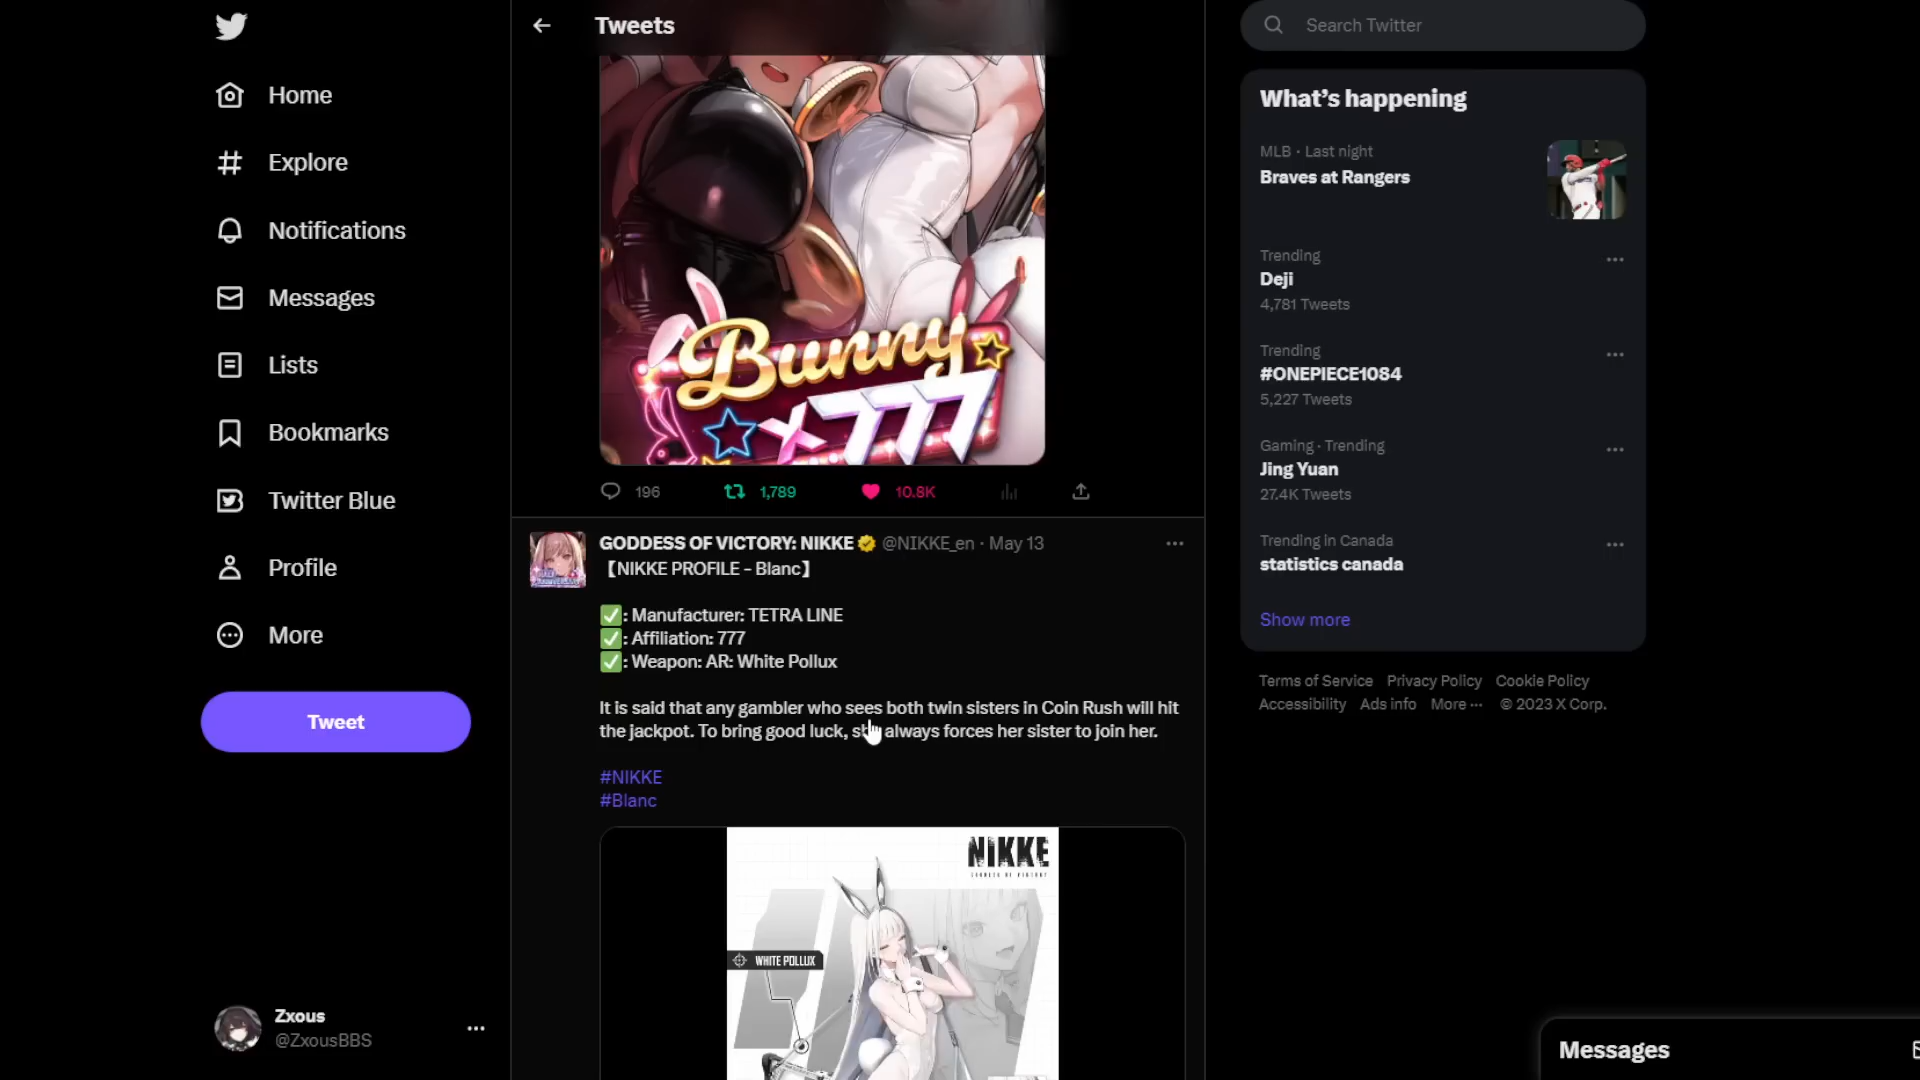 Home
Explore
Notifications
Messages
Lists
Bookmarks
Twitter Blue
Profile
More
Tweet
Zxous
@ZxousBBS
Tweets
Bunny
x777
196
1,789
10.8K
GODDESS OF VICTORY: NIKKE @NIKKE_en · May 13
【NIKKE PROFILE - Blanc】
✅: Manufacturer: TETRA LINE
✅: Affiliation: 777
✅: Weapon: AR: White Pollux
It is said that any gambler who sees both twin sisters in Coin Rush will hit
the jackpot. To bring good luck, always forces her sister to join her.
#NIKKE
#Blanc
NIKKE
GODDESS OF VICTORY
WHITE POLLUX
Search Twitter
What's happening
MLB · Last night
Braves at Rangers
Trending
Deji
4,781 Tweets
Trending
#ONEPIECE1084
5,227 Tweets
Gaming · Trending
Jing Yuan
27.4K Tweets
Trending in Canada
statistics canada
Show more
Terms of Service Privacy Policy Cookie Policy
Accessibility Ads info More ··· © 2023 X Corp.
Messages